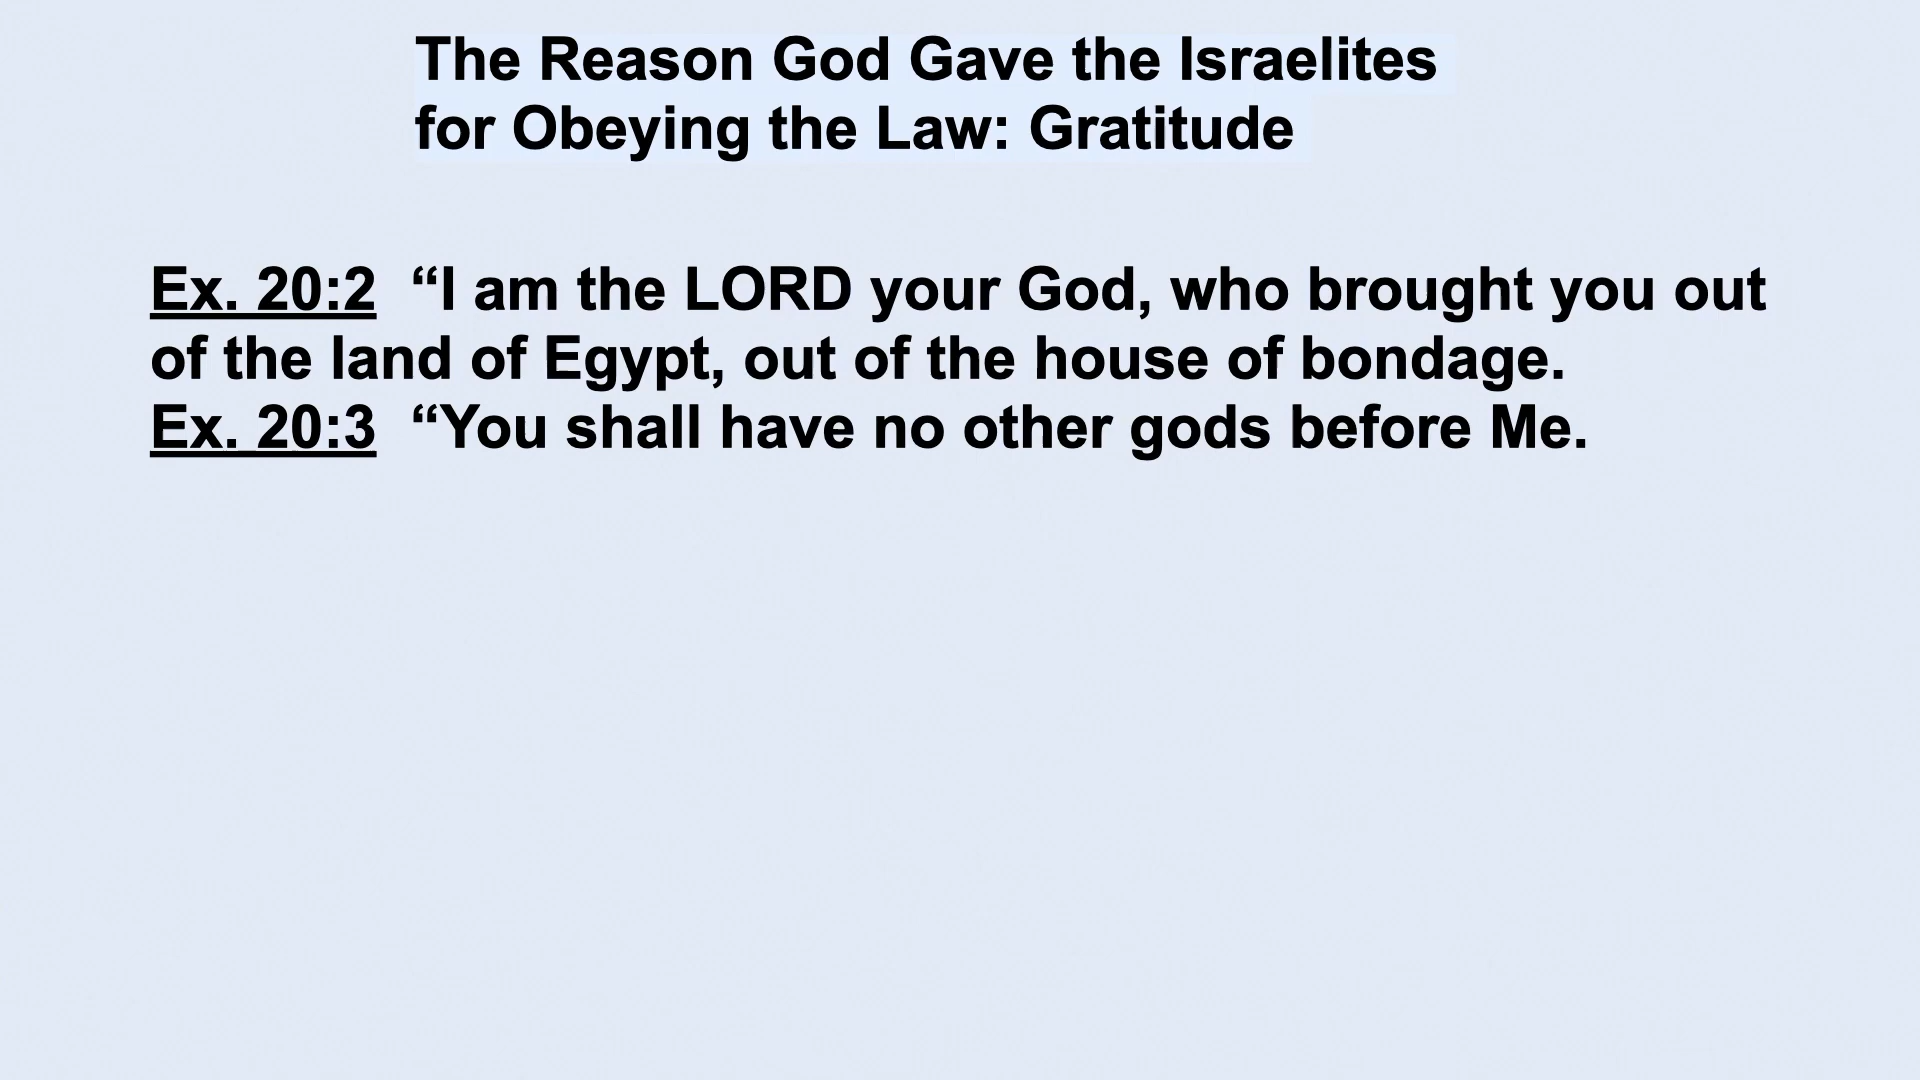 The Reason God Gave the Israelites
for Obeying the Law: Gratitude
Ex. 20:2  “I am the LORD your God, who brought you out
of the land of Egypt, out of the house of bondage.
Ex. 20:3  “You shall have no other gods before Me.